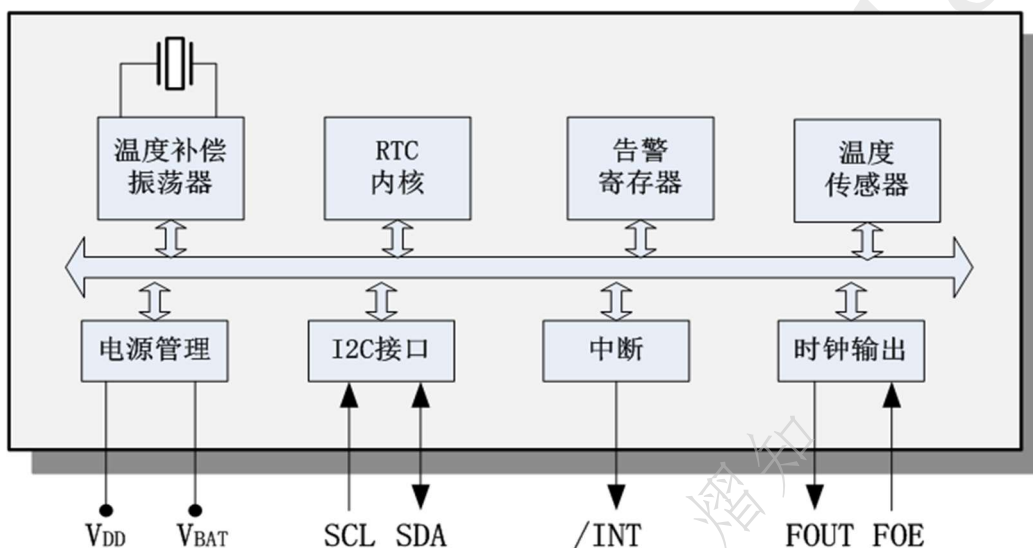 温度补偿
振荡器
RTC
内核
告警
寄存器
温度
传感器
电源管理
I2C接口
中断
时钟输出
VDD VBAT SCL SDA /INT FOUT FOE
熠知